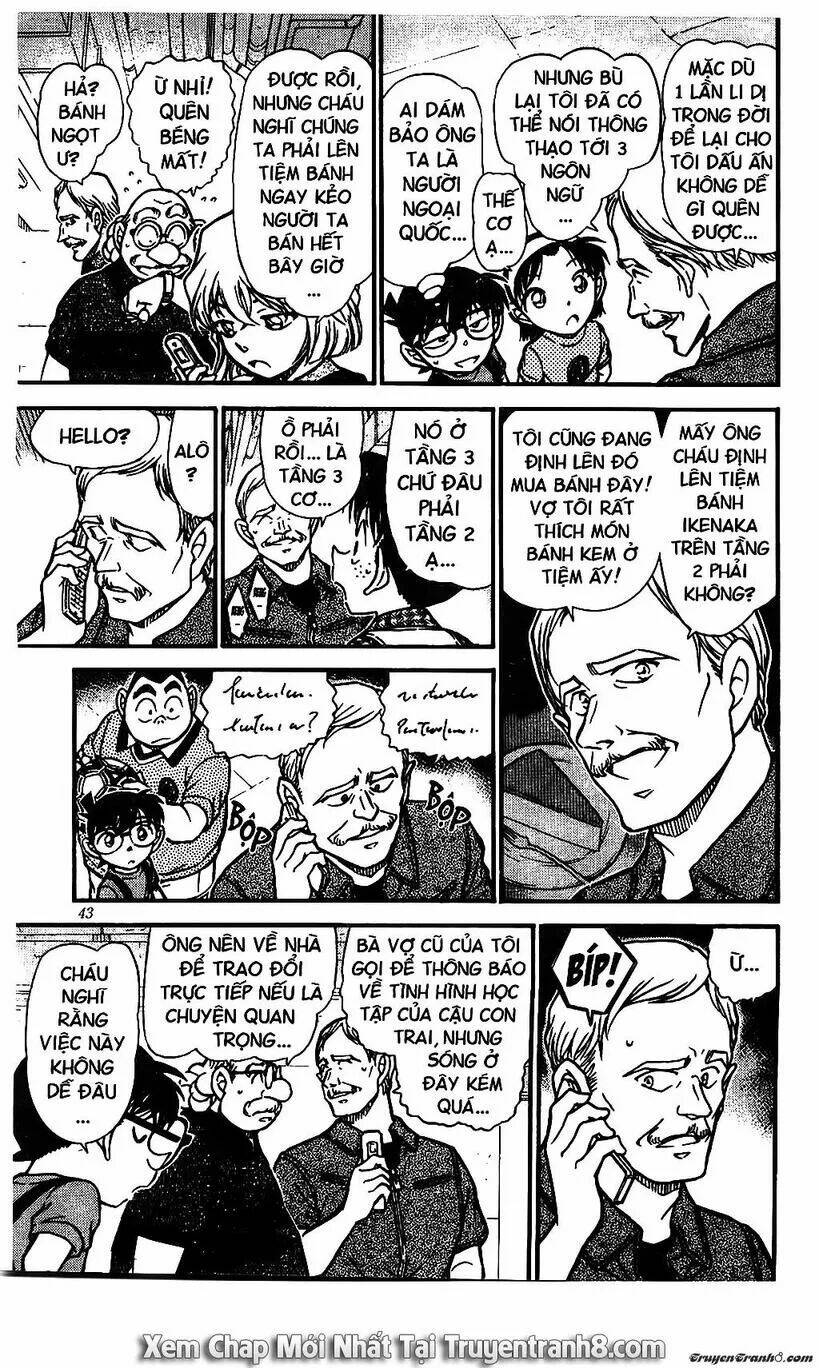 MẶC DÙ
1 LẦN LI DỊ
TRONG ĐỜI
ĐỂ LẠI CHO
TÔI DẤU ẤN
KHÔNG DỄ
GÌ QUÊN
ĐƯỢC...
NHƯNG BÙ
LẠI TÔI ĐÃ CÓ
THỂ NÓI THÔNG
THẠO TỚI 3
NGÔN
NGỮ
...
THẾ
CƠ
Ạ...
AI DÁM
BẢO ÔNG
TA LÀ
NGƯỜI
NGOẠI
QUỐC...
ĐƯỢC RỒI,
NHƯNG CHÁU
NGHĨ CHÚNG
TA PHẢI LÊN
TIỆM BÁNH
NGAY KẺO
NGƯỜI TA
BÁN HẾT
BÂY GIỜ
...
Ừ NHỈ!
QUÊN
BÉNG
MẤT!
HẢ?
BÁNH
NGỌT
Ư?
MẤY ÔNG
CHÁU ĐỊNH
LÊN TIỆM
BÁNH
IKENAKA
TRÊN TẦNG
2 PHẢI
KHÔNG?
TÔI CŨNG ĐANG
ĐỊNH LÊN ĐÓ
MUA BÁNH ĐÂY!
VỢ TÔI RẤT
THÍCH MÓN
BÁNH KEM Ở
TIỆM ẤY!
NÓ Ở
TẦNG 3
CHỨ ĐÂU
PHẢI
TẦNG 2
Ạ...
Ồ PHẢI
RỒI... LÀ
TẦNG 3
CƠ...
ALÔ
?
HELLO?
BỘP
BỘP
43
Ừ...
BÍP!
BÀ VỢ CŨ CỦA TÔI
GỌI ĐỂ THÔNG BÁO
VỀ TÌNH HÌNH HỌC
TẬP CỦA CẬU CON
TRAI, NHƯNG
SÓNG Ở
ĐÂY KÉM
QUÁ...
ÔNG NÊN VỀ NHÀ
ĐỂ TRAO ĐỔI
TRỰC TIẾP NẾU LÀ
CHUYỆN QUAN
TRỌNG...
CHÁU
NGHĨ
RẰNG
VIỆC NÀY
KHÔNG
DỄ ĐÂU
...
Xem Chap Mới Nhất Tại Truyentranh8.com
TruyenTranh8.com